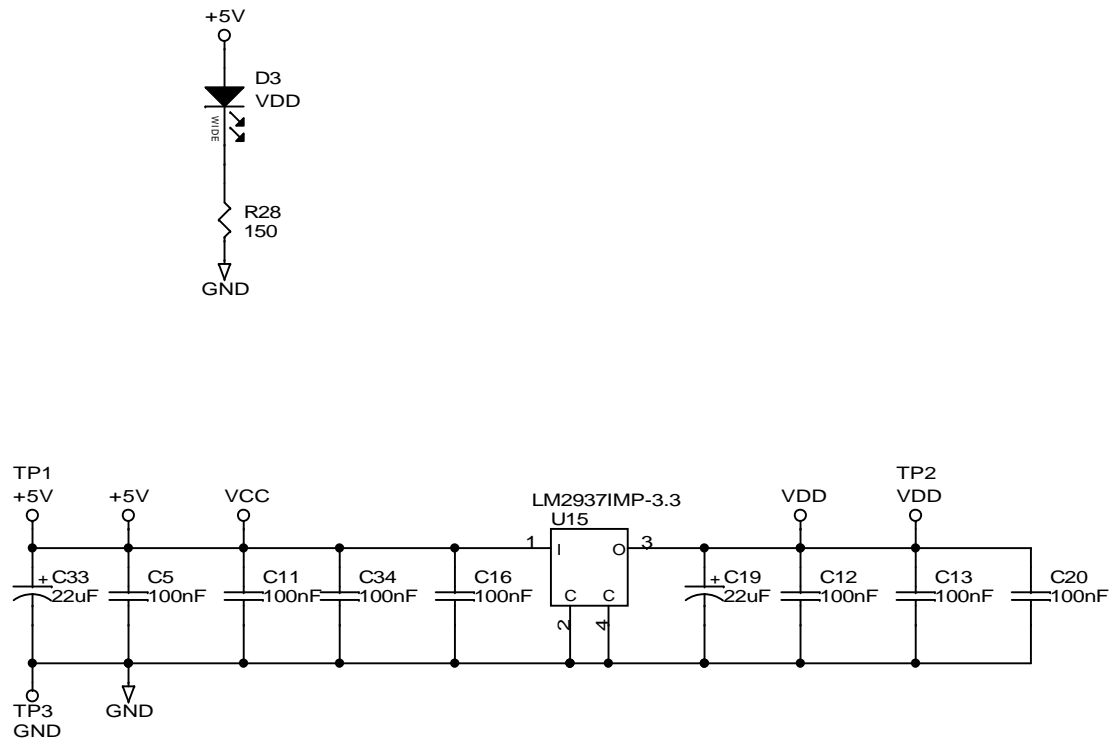 +5V
D3
VDD
WIDE
R28
150
GND
TP1
+5V
+5V
VCC
LM2937IMP-3.3
U15
VDD
TP2
VDD
1
I
O
3
+
C33
22uF
C5
100nF
C11
100nF
C34
100nF
C16
100nF
C
C
2
4
+
C19
22uF
C12
100nF
C13
100nF
C20
100nF
TP3
GND
GND